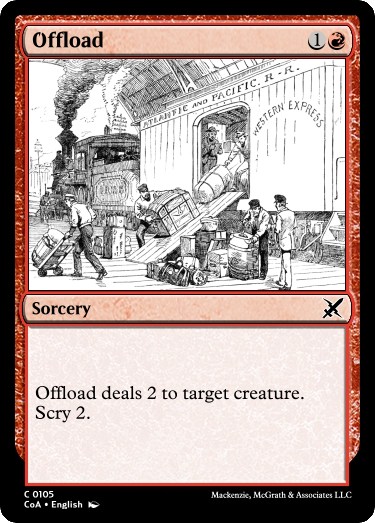 Offload 1
ATLANTIC AND PACIFIC. R. R.
WESTERN EXPRESS
Sorcery
Offload deals 2 to target creature.
Scry 2.
C 0105
CoA • English
Mackenzie, McGrath & Associates LLC